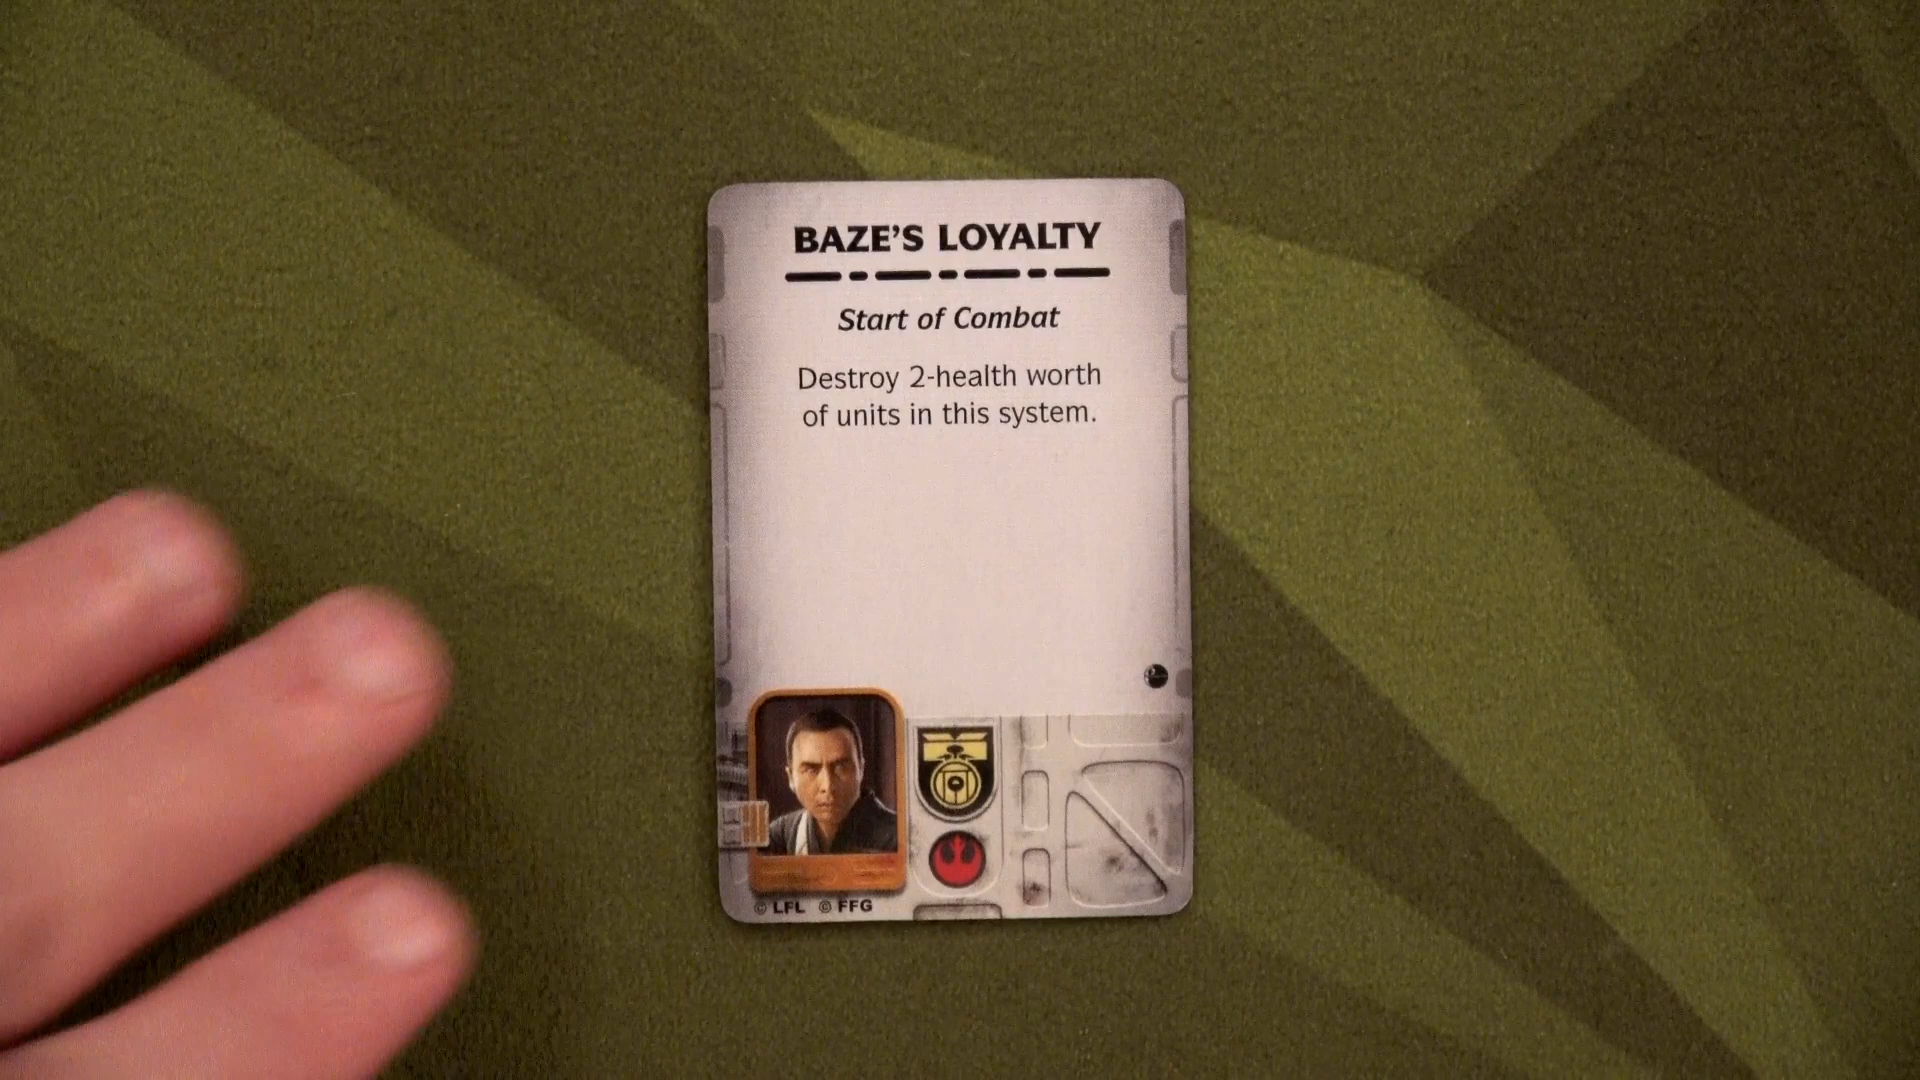 BAZE'S LOYALTY
Start of Combat
Destroy 2-health worth
of units in this system.
© LFL © FFG